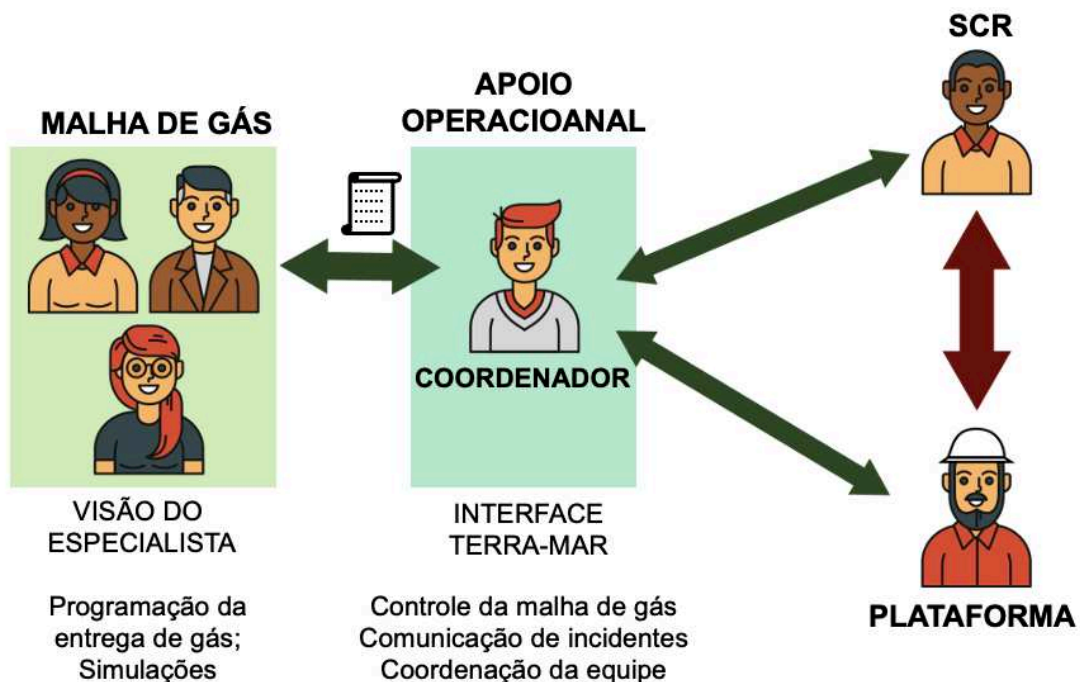 MALHA DE GÁS
VISÃO DO
ESPECIALISTA
Programação da
entrega de gás;
Simulações
APOIO
OPERACIOANAL
COORDENADOR
INTERFACE
TERRA-MAR
Controle da malha de gás
Comunicação de incidentes
Coordenação da equipe
SCR
PLATAFORMA